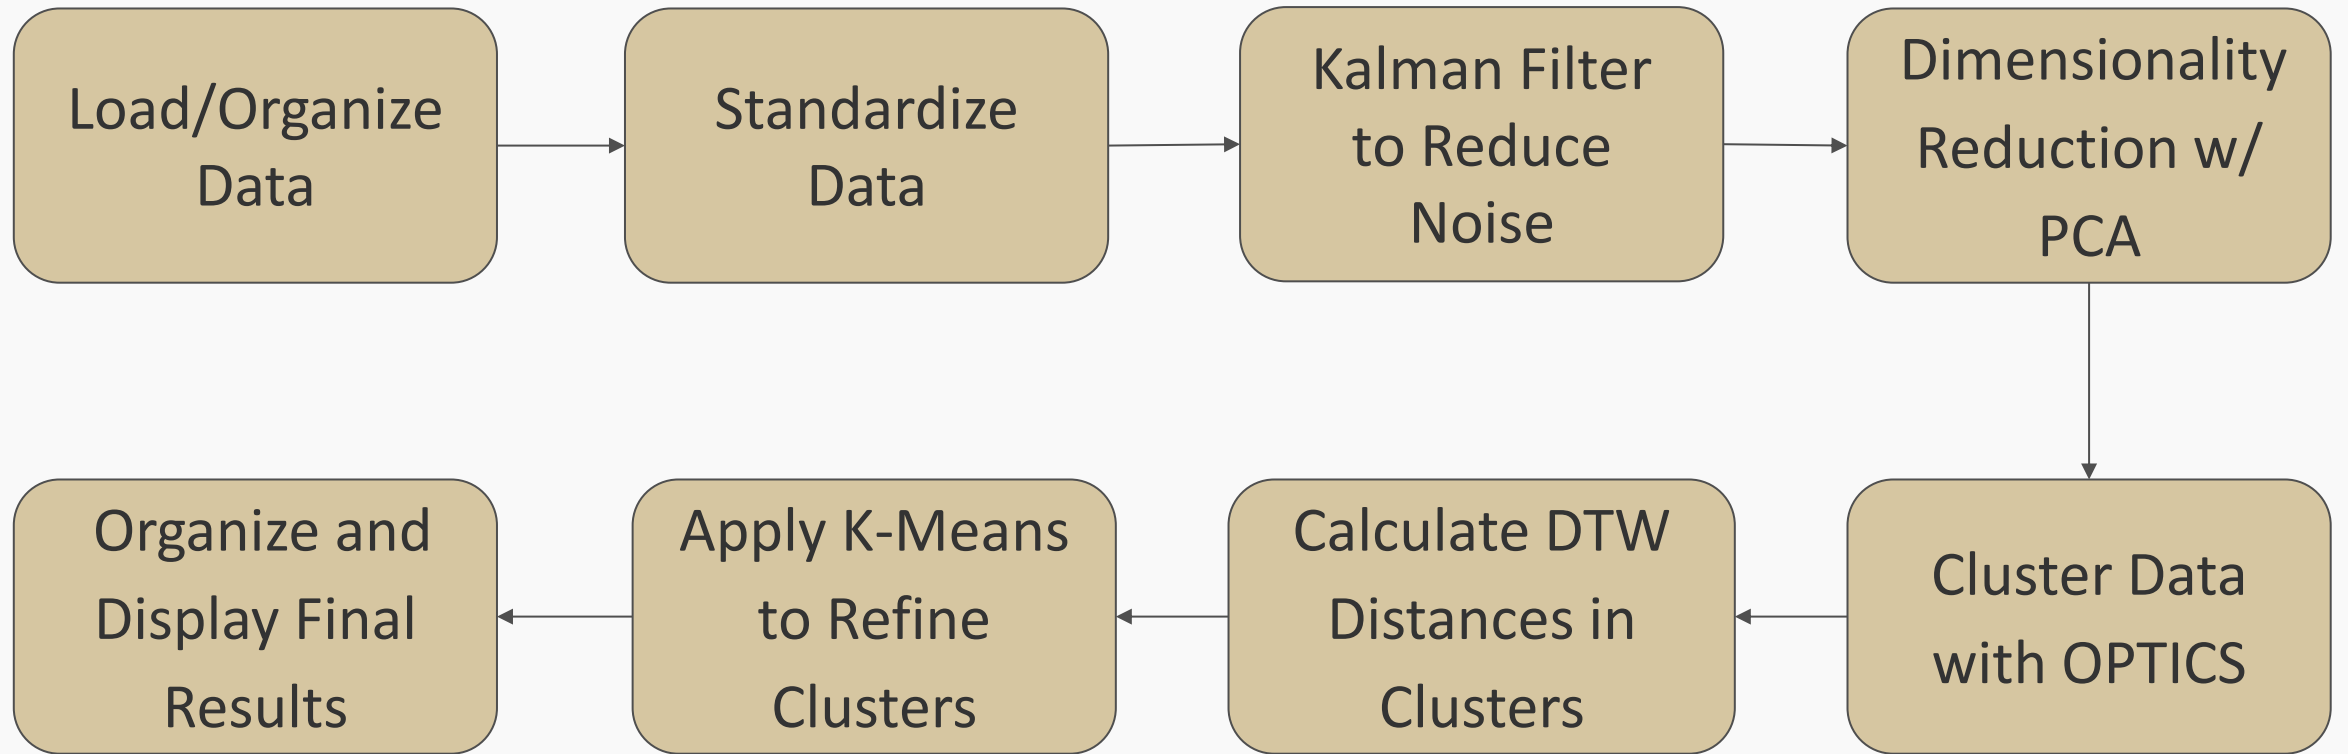 Load/Organize
Data
Standardize
Data
Kalman Filter
to Reduce
Noise
Dimensionality
Reduction w/
PCA
Cluster Data
with OPTICS
Calculate DTW
Distances in
Clusters
Apply K-Means
to Refine
Clusters
Organize and
Display Final
Results